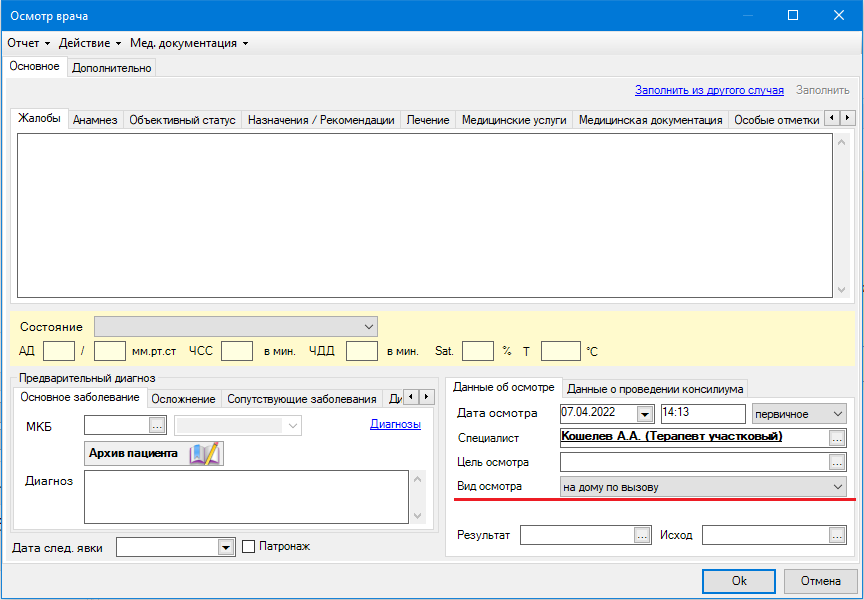 Осмотр врача
Отчет Действие Мед. документация
Основное Дополнительно
Заполнить из другого случая Заполнить
Жалобы Анамнез Объективный статус Назначения / Рекомендации Лечение Медицинские услуги Медицинская документация Особые отметки
Состояние
АД / мм.рт.ст ЧСС в мин. ЧДД в мин. Sat. % T °C
Предварительный диагноз
Основное заболевание Осложнение Сопутствующие заболевания Ди
МКБ ... Диагнозы
Архив пациента
Диагноз
Дата след. явки Патронаж
Данные об осмотре Данные о проведении консилиума
Дата осмотра 07.04.2022 14:13 первичное
Специалист Кошелев А.А. (Терапевт участковый) ...
Цель осмотра ...
Вид осмотра на дому по вызову
Результат ... Исход ...
Ok Отмена